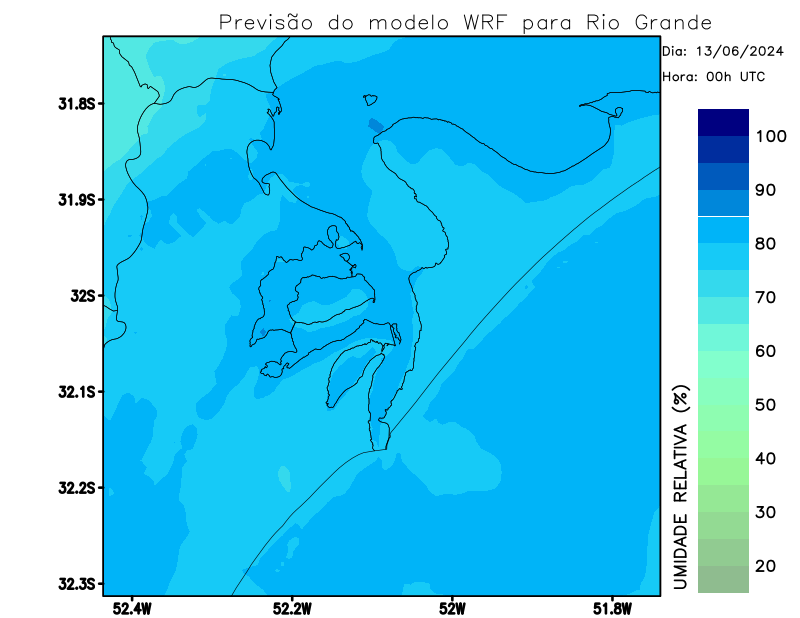 Previsão do modelo WRF para Rio Grande
Dia: 13/06/2024
Hora: 00h UTC
31.8S
31.9S
32S
32.1S
32.2S
32.3S
52.4W
52.2W
52W
51.8W
100
90
80
70
60
50
40
30
20
UMIDADE RELATIVA (%)